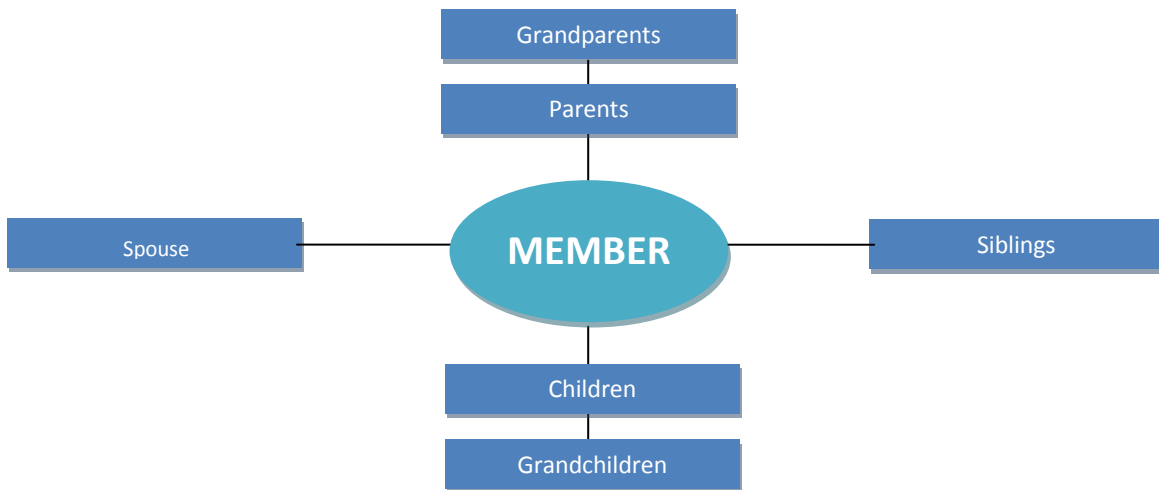 Grandparents
Parents
Spouse
MEMBER
Siblings
Children
Grandchildren